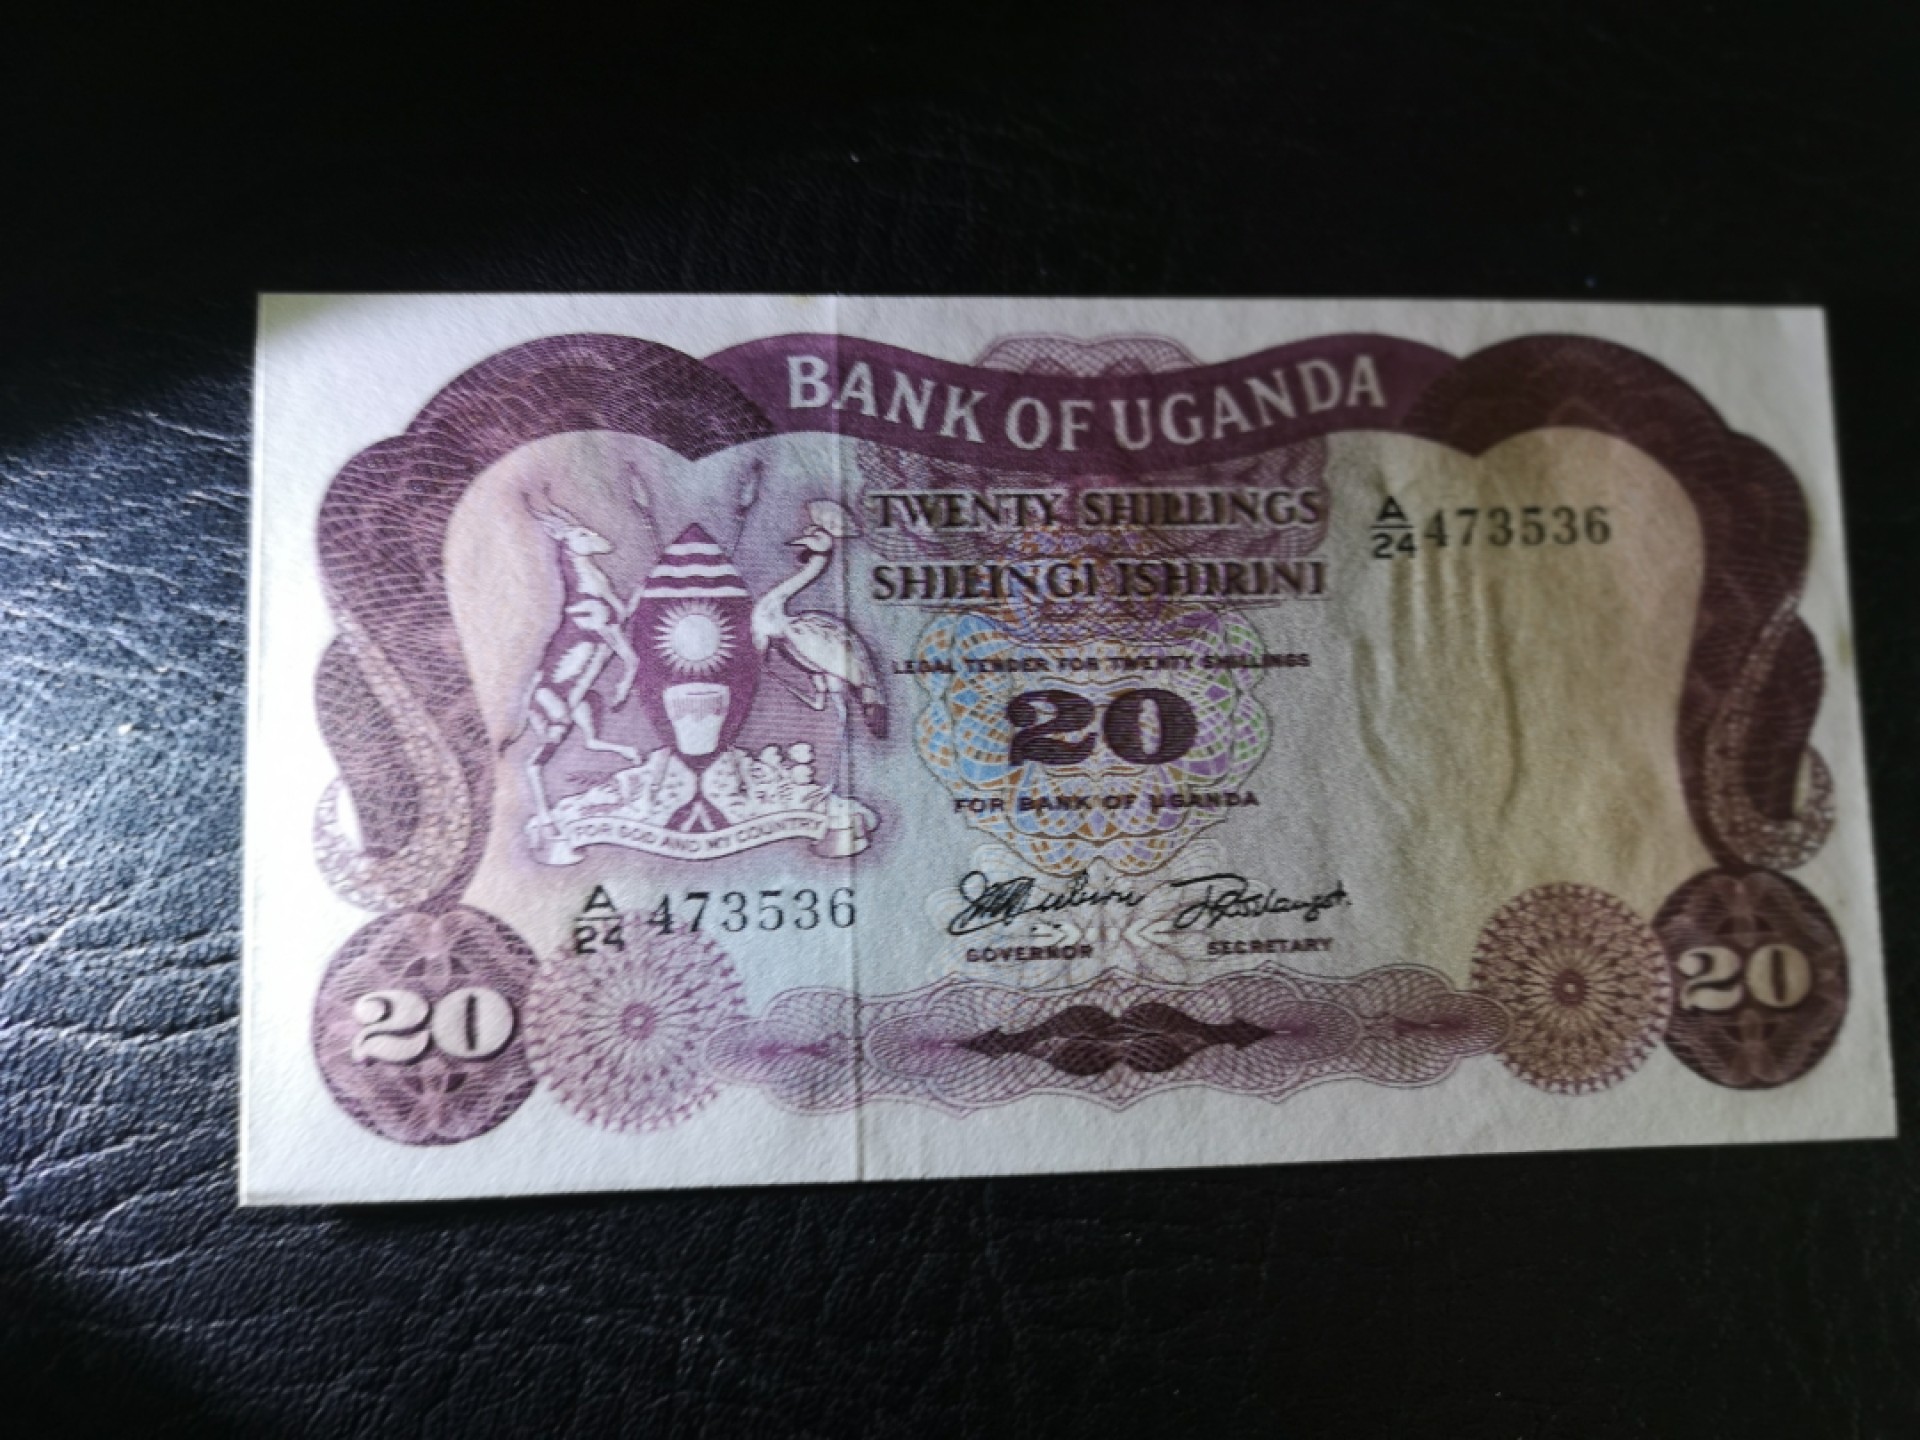 BANK OF UGANDA
TWENTY SHILLINGS
SHILINGI ISHIRINI
A/24 473536
LEGAL TENDER FOR TWENTY SHILLINGS
20
FOR BANK OF UGANDA
FOR GOD AND MY COUNTRY
A/24 473536
GOVERNOR
SECRETARY
20
20